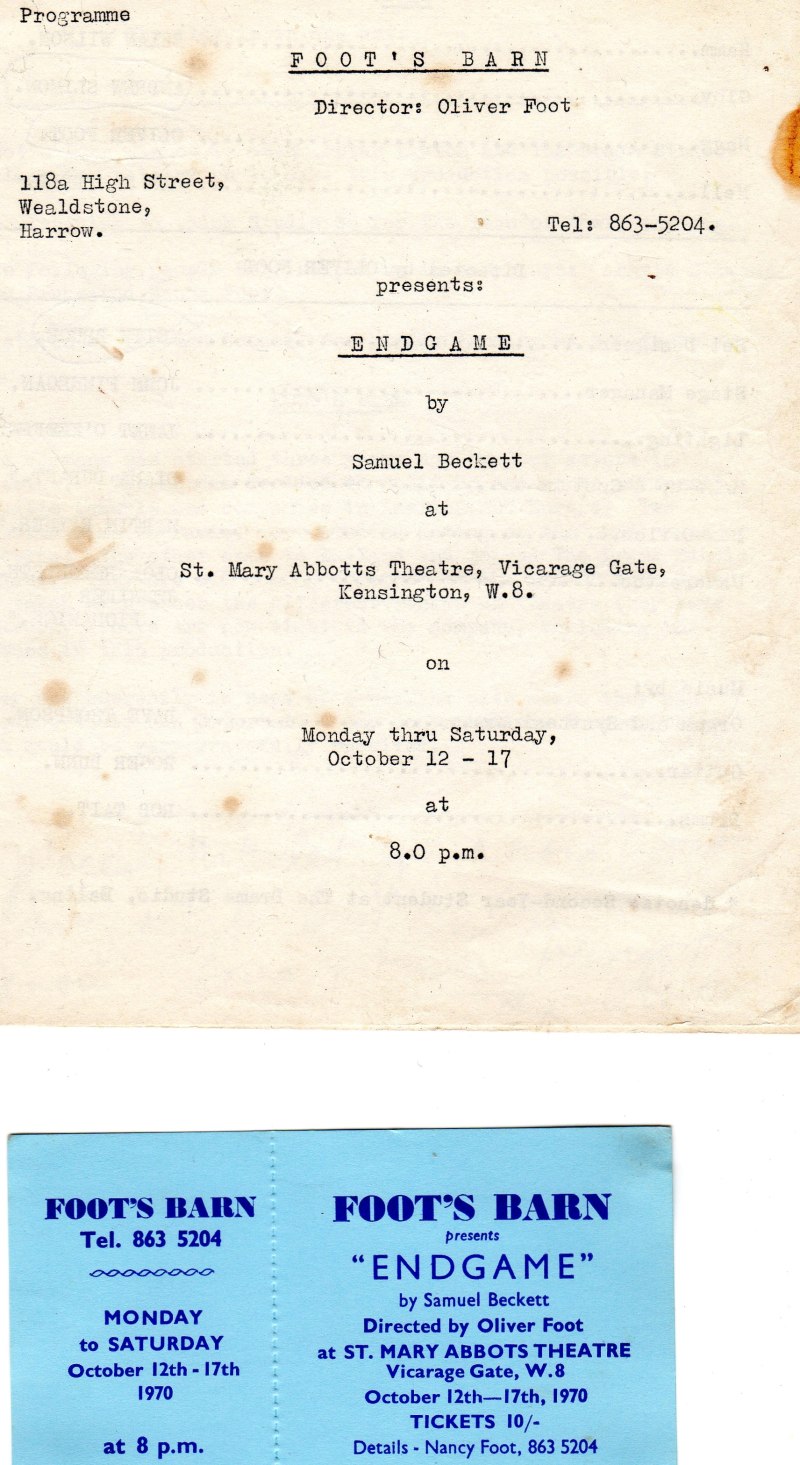 Programme
FOOT'S BARN
Director: Oliver Foot
118a High Street,
Wealdstone,
Harrow.
Tel: 863-5204.
presents:
ENDGAME
by
Samuel Beckett
at
St. Mary Abbotts Theatre, Vicarage Gate,
Kensington, W.8.
on
Monday thru Saturday,
October 12 - 17
at
8.0 p.m.
FOOT'S BARN
Tel. 863 5204
MONDAY
to SATURDAY
October 12th - 17th
1970
at 8 p.m.
FOOT'S BARN
presents
"ENDGAME"
by Samuel Beckett
Directed by Oliver Foot
at ST. MARY ABBOTS THEATRE
Vicarage Gate, W.8
October 12th—17th, 1970
TICKETS 10/-
Details - Nancy Foot, 863 5204